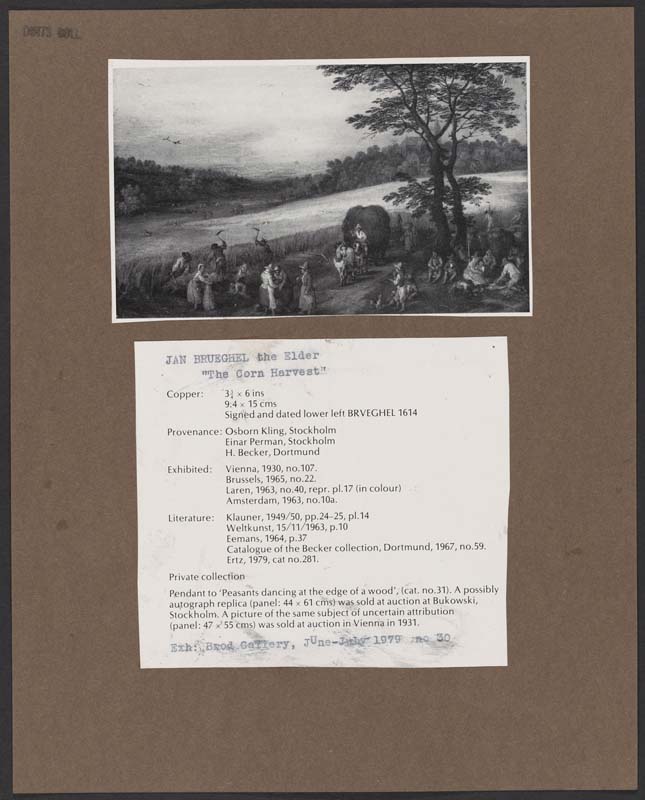 JAN BRUEGHEL the Elder
"The Corn Harvest"
Copper: 3¾ × 6 ins
9.4 × 15 cms
Signed and dated lower left BRVEGHEL 1614
Provenance: Osborn Kling, Stockholm
Einar Perman, Stockholm
H. Becker, Dortmund
Exhibited: Vienna, 1930, no.107.
Brussels, 1965, no.22.
Laren, 1963, no.40, repr. pl.17 (in colour)
Amsterdam, 1963, no.10a.
Literature: Klauner, 1949/50, pp.24–25, pl.14
Weltkunst, 15/11/1963, p.10
Eemans, 1964, p.37
Catalogue of the Becker collection, Dortmund, 1967, no.59.
Ertz, 1979, cat no.281.
Private collection
Pendant to 'Peasants dancing at the edge of a wood', (cat. no.31). A possibly
autograph replica (panel: 44 × 61 cms) was sold at auction at Bukowski,
Stockholm. A picture of the same subject of uncertain attribution
(panel: 47 × 55 cms) was sold at auction in Vienna in 1931.
Exh: Brod Gallery, June-July 1979 no 30